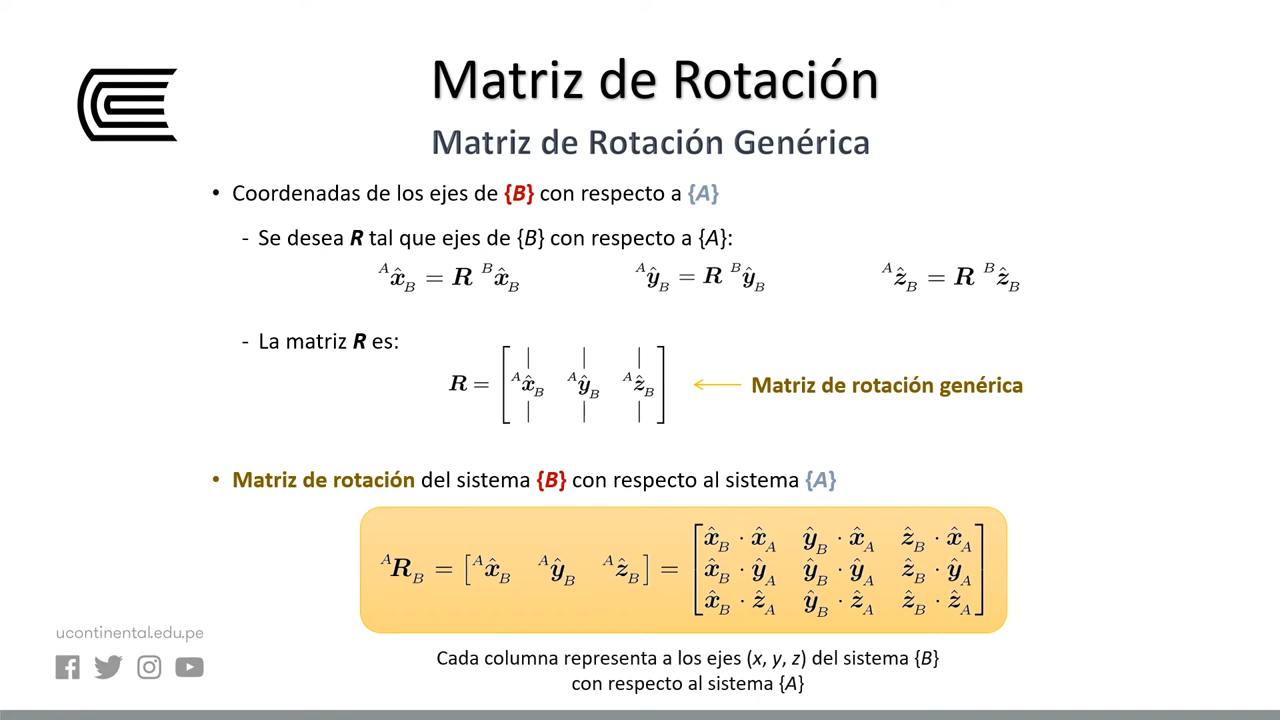 Matriz de Rotación
Matriz de Rotación Genérica
• Coordenadas de los ejes de {B} con respecto a {A}
- Se desea R tal que ejes de {B} con respecto a {A}:
ᴬx̂_B = R ᴮx̂_B    ᴬŷ_B = R ᴮŷ_B    ᴬẑ_B = R ᴮẑ_B
- La matriz R es:
| | |
R = [ᴬx̂_B ᴬŷ_B ᴬẑ_B] ← Matriz de rotación genérica
| | |
• Matriz de rotación del sistema {B} con respecto al sistema {A}
x̂_B · x̂_A    ŷ_B · x̂_A    ẑ_B · x̂_A
ᴬR_B = [ᴬx̂_B ᴬŷ_B ᴬẑ_B] = [x̂_B · ŷ_A    ŷ_B · ŷ_A    ẑ_B · ŷ_A]
x̂_B · ẑ_A    ŷ_B · ẑ_A    ẑ_B · ẑ_A
Cada columna representa a los ejes (x, y, z) del sistema {B}
con respecto al sistema {A}
ucontinental.edu.pe